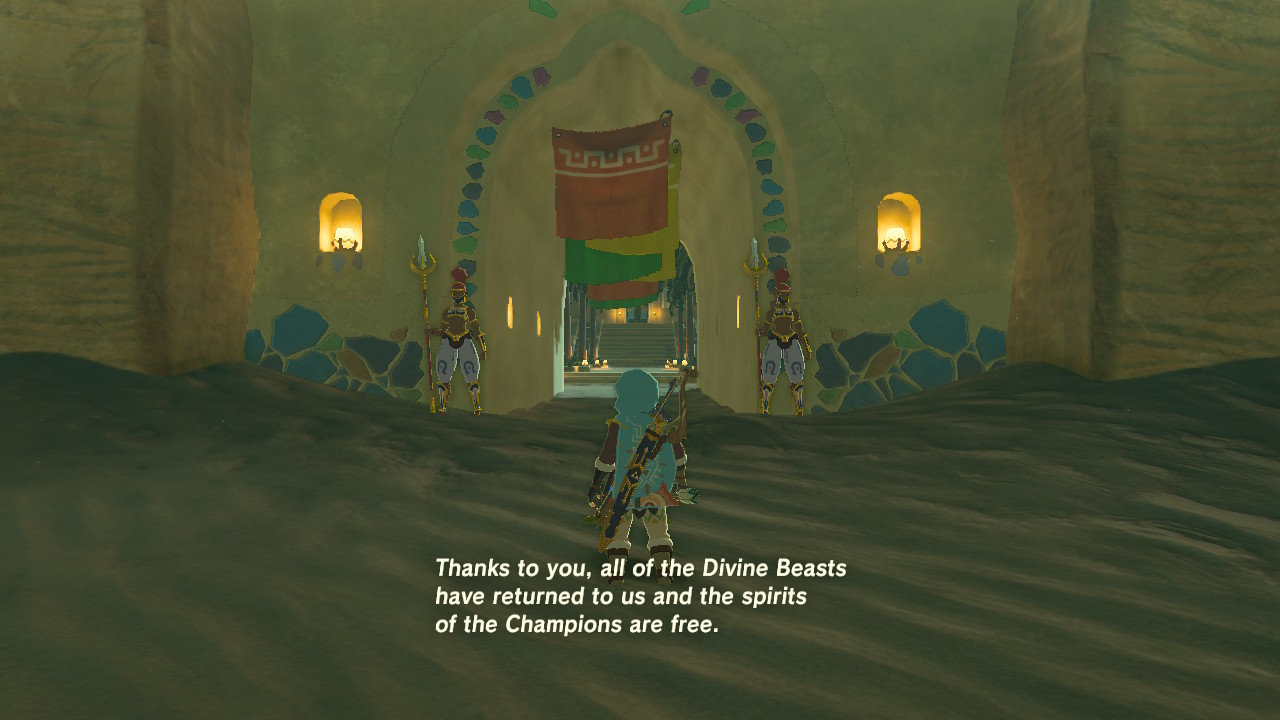 Thanks to you, all of the Divine Beasts
have returned to us and the spirits
of the Champions are free.